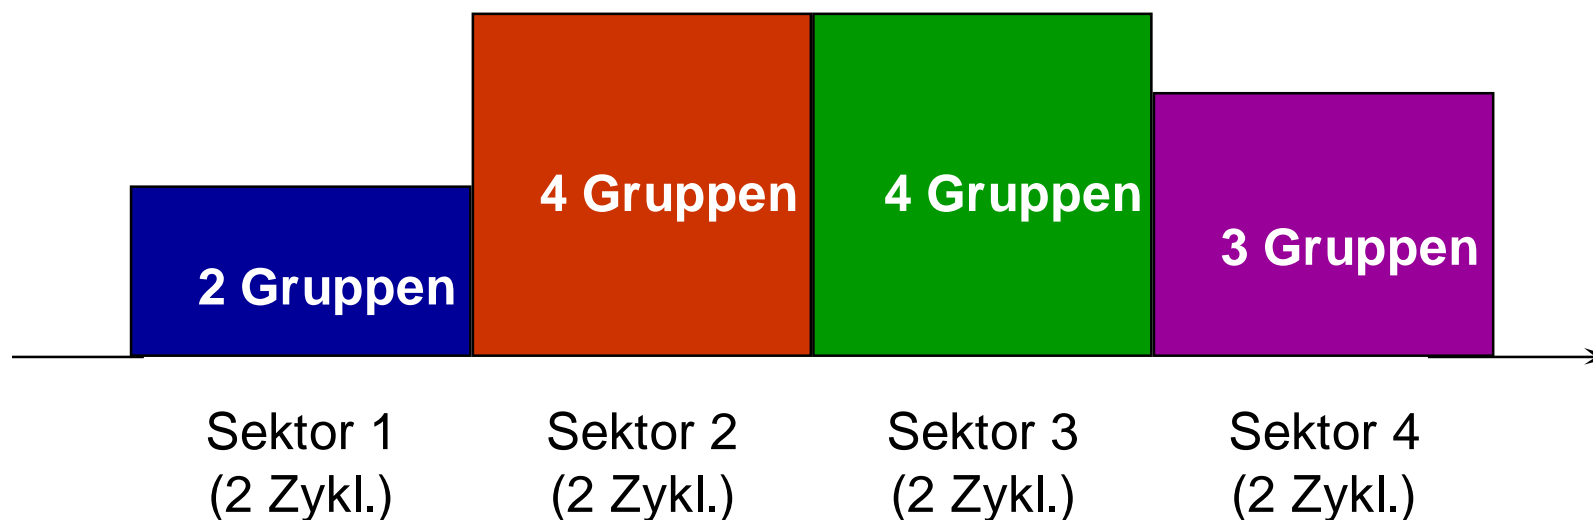 4 Gruppen
4 Gruppen
3 Gruppen
2 Gruppen
Sektor 1
(2 Zykl.)
Sektor 2
(2 Zykl.)
Sektor 3
(2 Zykl.)
Sektor 4
(2 Zykl.)